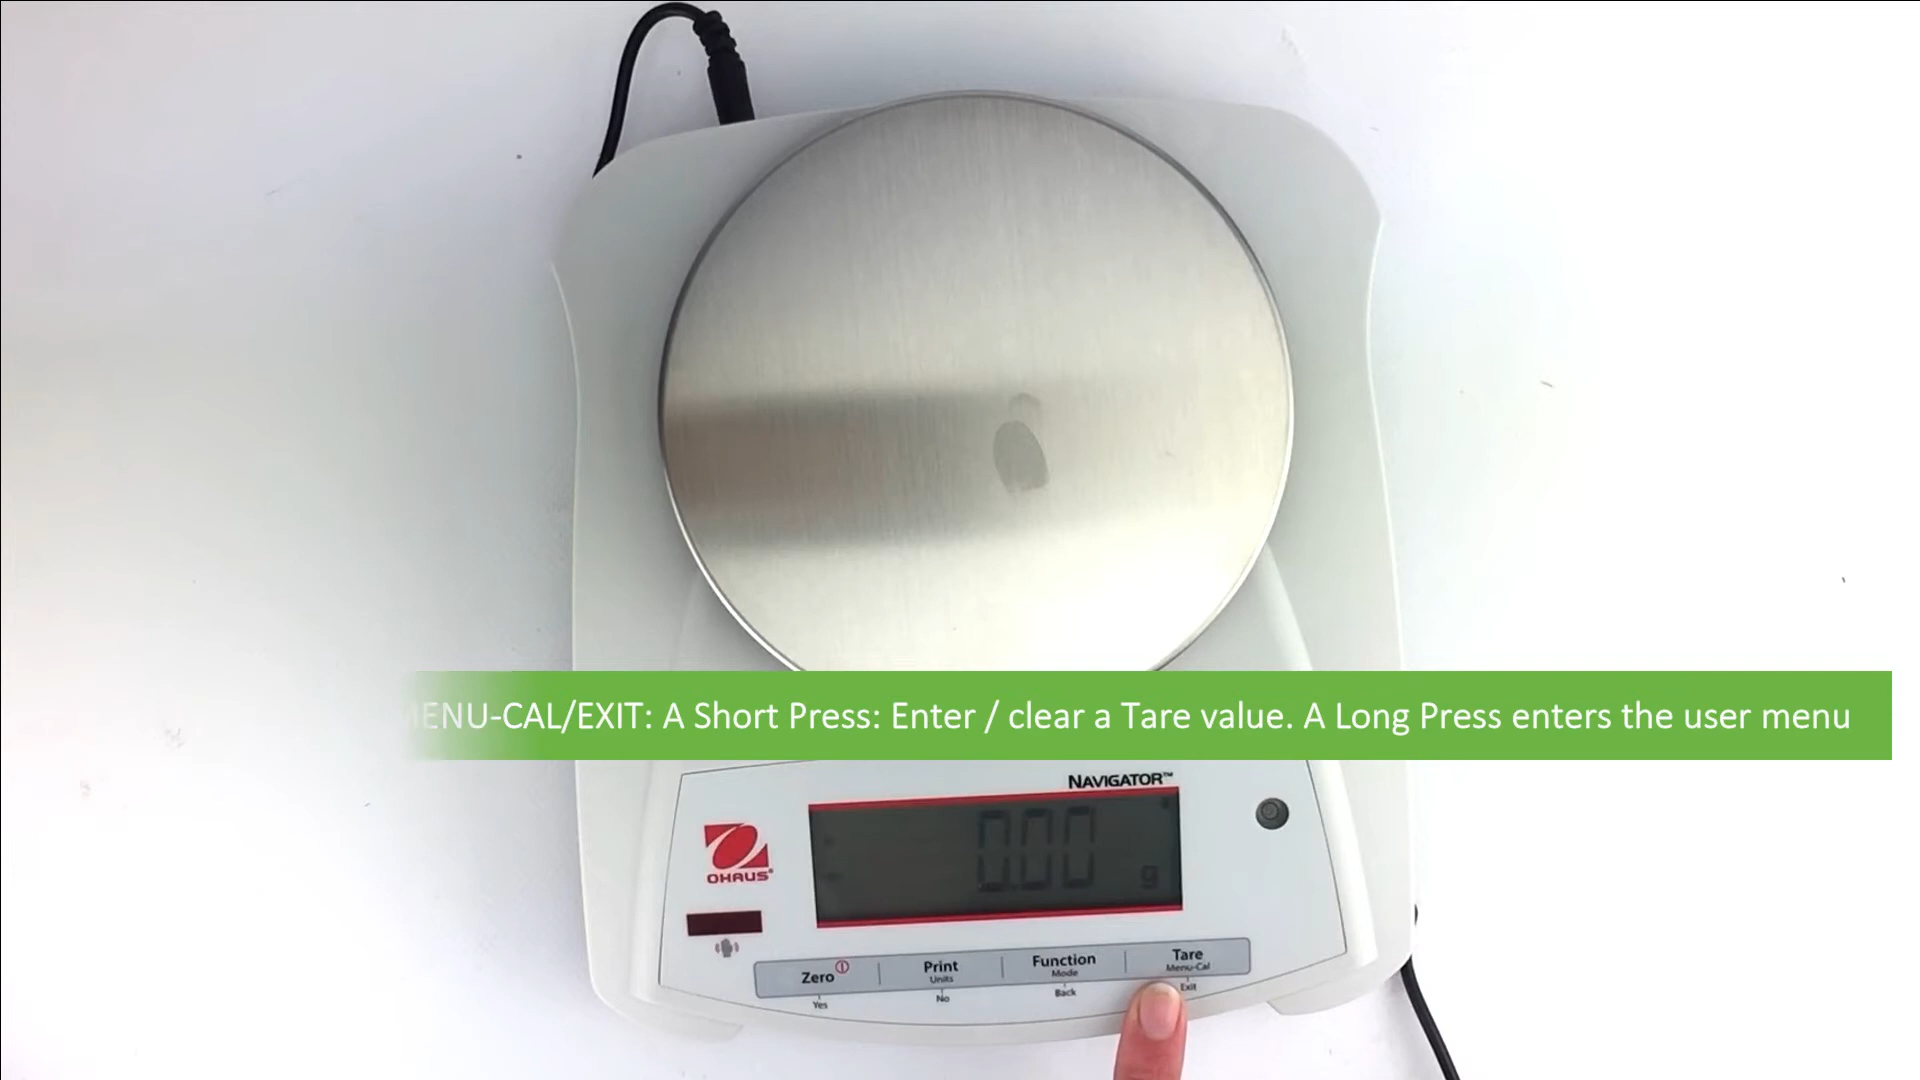 ENU-CAL/EXIT: A Short Press: Enter / clear a Tare value. A Long Press enters the user menu
NAVIGATOR™
0.00 g
OHAUS®
Zero Print Function Tare
Units Mode Menu-Cal
Yes No Back Exit